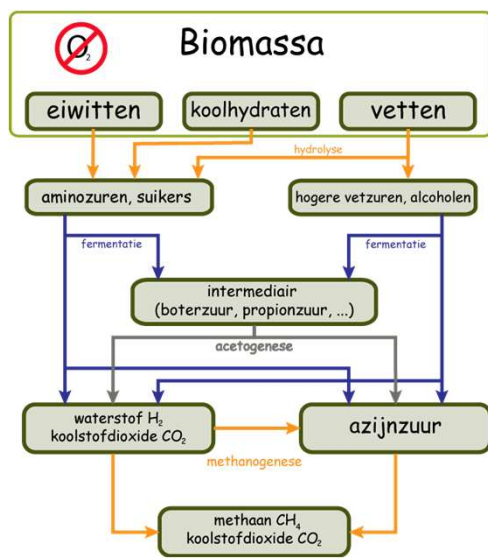 O₂
Biomassa
eiwitten
koolhydraten
vetten
hydrolyse
aminozuren, suikers
hogere vetzuren, alcoholen
fermentatie
fermentatie
intermediair
(boterzuur, propionzuur, ...)
acetogenese
waterstof H₂
koolstofdioxide CO₂
azijnzuur
methanogenese
methaan CH₄
koolstofdioxide CO₂